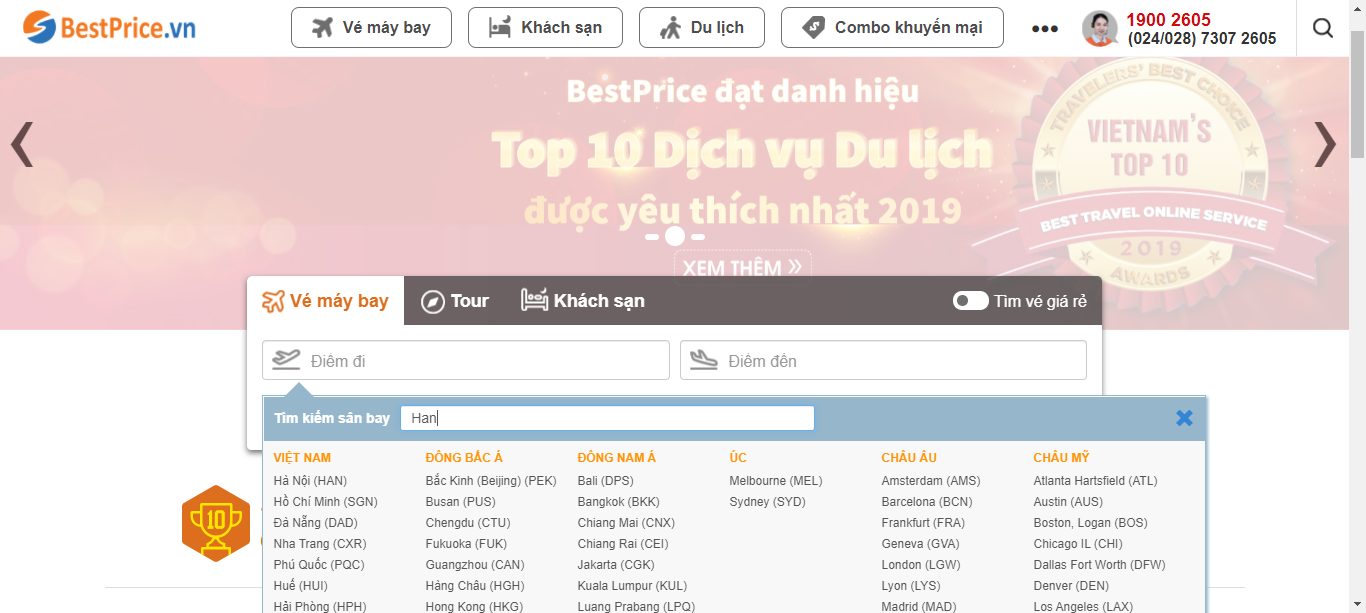 BestPrice.vn
Vé máy bay
Khách sạn
Du lịch
Combo khuyến mại
1900 2605
(024/028) 7307 2605
BestPrice đạt danh hiệu
Top 10 Dịch vụ Du lịch
được yêu thích nhất 2019
XEM THÊM »
TRAVELERS' BEST CHOICE
VIETNAM'S
TOP 10
BEST TRAVEL ONLINE SERVICE
2019
AWARDS
Vé máy bay
Tour
Khách sạn
Tìm vé giá rẻ
Điểm đi
Điểm đến
Tìm kiếm sân bay
Han
VIỆT NAM
Hà Nội (HAN)
Hồ Chí Minh (SGN)
Đà Nẵng (DAD)
Nha Trang (CXR)
Phú Quốc (PQC)
Huế (HUI)
Hải Phòng (HPH)
ĐÔNG BẮC Á
Bắc Kinh (Beijing) (PEK)
Busan (PUS)
Chengdu (CTU)
Fukuoka (FUK)
Guangzhou (CAN)
Hàng Châu (HGH)
Hong Kong (HKG)
ĐÔNG NAM Á
Bali (DPS)
Bangkok (BKK)
Chiang Mai (CNX)
Chiang Rai (CEI)
Jakarta (CGK)
Kuala Lumpur (KUL)
Luang Prabang (LPQ)
ÚC
Melbourne (MEL)
Sydney (SYD)
CHÂU ÂU
Amsterdam (AMS)
Barcelona (BCN)
Frankfurt (FRA)
Geneva (GVA)
London (LGW)
Lyon (LYS)
Madrid (MAD)
CHÂU MỸ
Atlanta Hartsfield (ATL)
Austin (AUS)
Boston, Logan (BOS)
Chicago IL (CHI)
Dallas Fort Worth (DFW)
Denver (DEN)
Los Angeles (LAX)
10